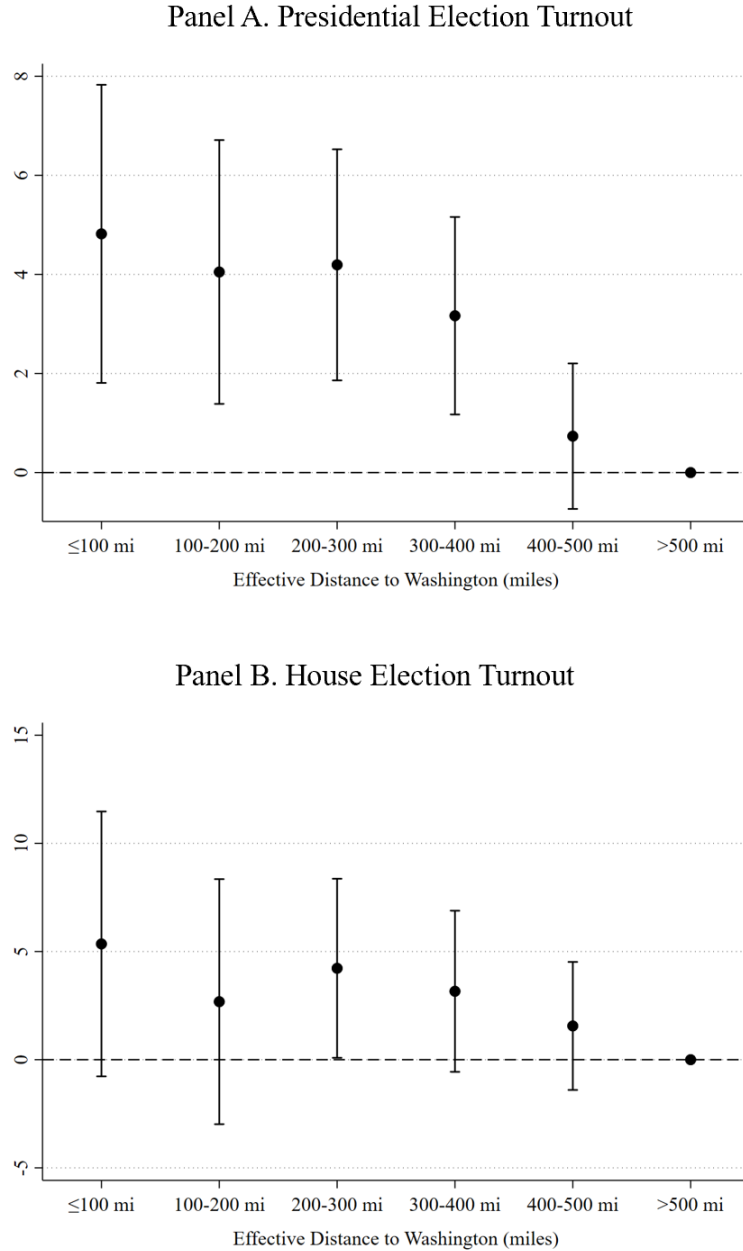 Panel A. Presidential Election Turnout
8
6
4
2
0
≤100 mi 100-200 mi 200-300 mi 300-400 mi 400-500 mi >500 mi
Effective Distance to Washington (miles)
Panel B. House Election Turnout
15
10
5
0
-5
≤100 mi 100-200 mi 200-300 mi 300-400 mi 400-500 mi >500 mi
Effective Distance to Washington (miles)